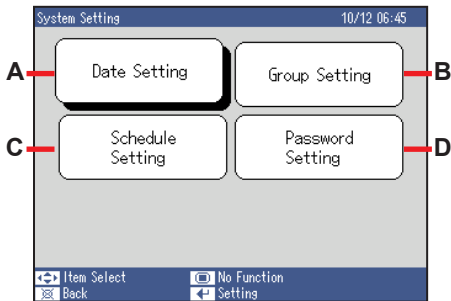 System Setting 10/12 06:45
A Date Setting Group Setting B
C Schedule Setting Password Setting D
Item Select No Function
Back Setting